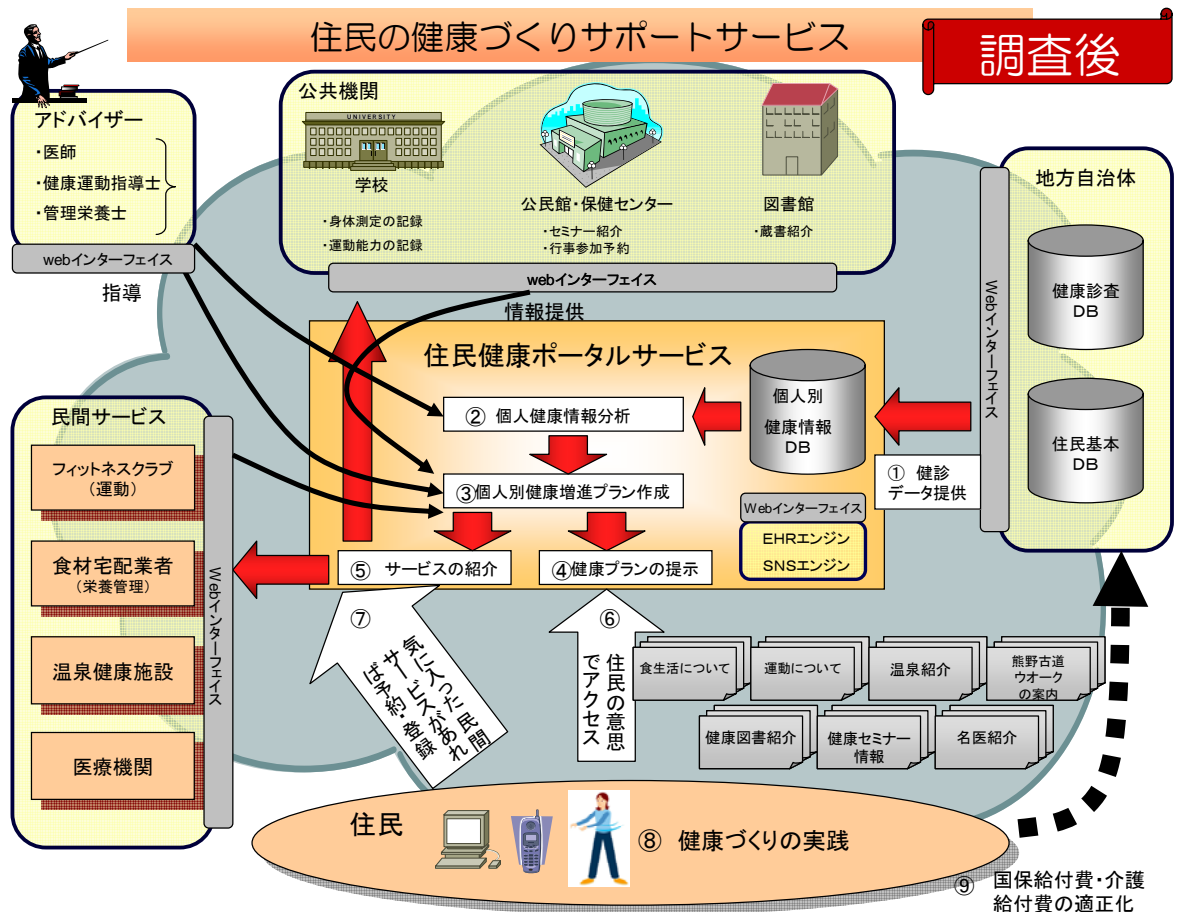 住民の健康づくりサポートサービス
調査後
アドバイザー
・医師
・健康運動指導士
・管理栄養士
webインターフェイス
指導
公共機関
UNIVERSITY
学校
・身体測定の記録
・運動能力の記録
公民館・保健センター
・セミナー紹介
・行事参加予約
図書館
・蔵書紹介
webインターフェイス
情報提供
地方自治体
健康診査
DB
住民基本
DB
Webインターフェイス
① 健診
データ提供
住民健康ポータルサービス
個人別
健康情報
DB
② 個人健康情報分析
③個人別健康増進プラン作成
Webインターフェイス
EHRエンジン
SNSエンジン
⑤ サービスの紹介
④健康プランの提示
民間サービス
フィットネスクラブ
（運動）
食材宅配業者
（栄養管理）
温泉健康施設
医療機関
Webインターフェイス
⑦
気に入った民間
サービスがあれ
ば予約・登録
⑥
住民の意思
でアクセス
食生活について
運動について
温泉紹介
熊野古道
ウオーク
の案内
健康図書紹介
健康セミナー
情報
名医紹介
住民
⑧ 健康づくりの実践
⑨ 国保給付費・介護
給付費の適正化